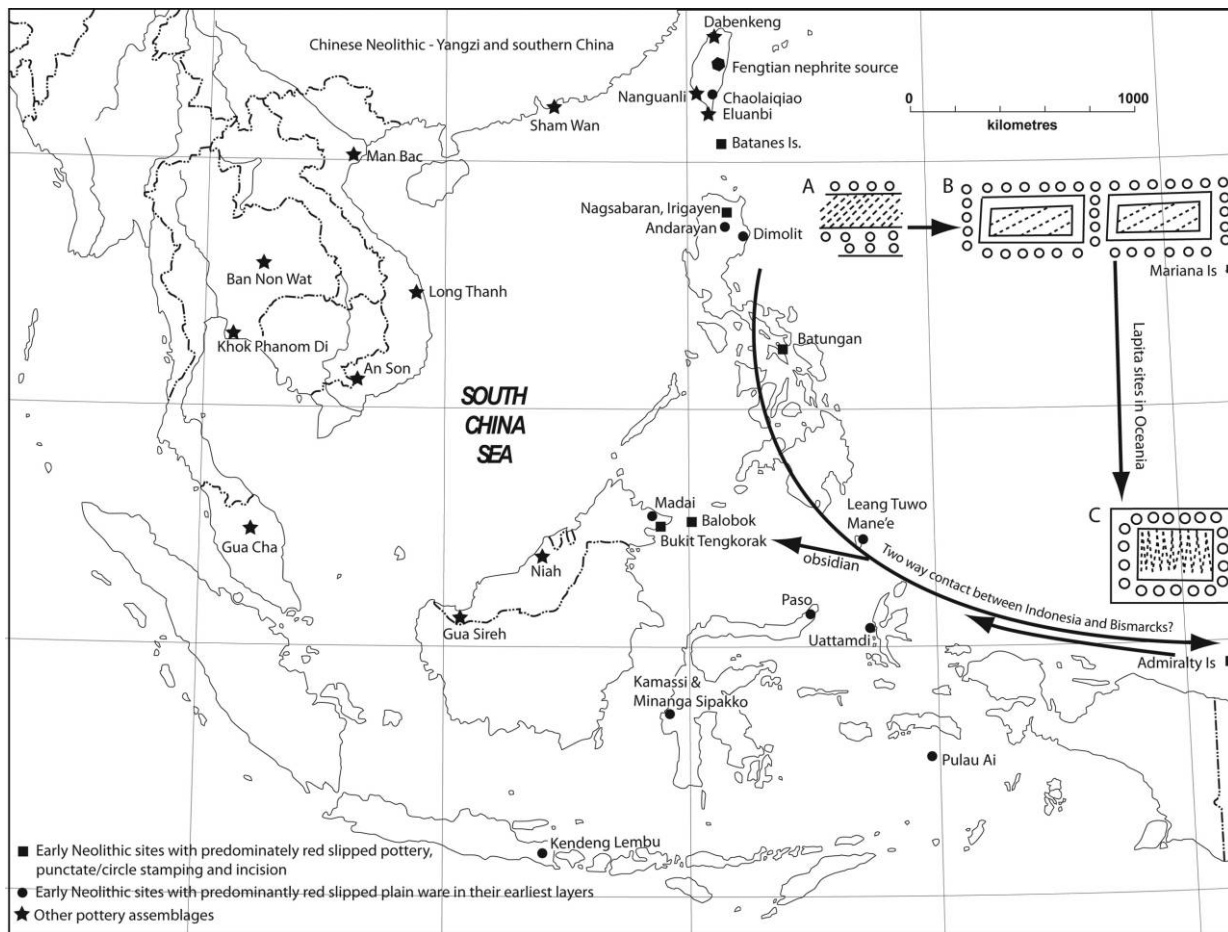 Dabenkeng
Chinese Neolithic - Yangzi and southern China
Fengtian nephrite source
Nanguanli
Chaolaiqiao
Eluanbi
0 1000
kilometres
Sham Wan
Batanes Is.
Man Bac
A
B
Nagsabaran, Irigayen
Andarayan
Dimolit
Mariana Is
Ban Non Wat
Long Thanh
Khok Phanom Di
Batungan
An Son
Lapita sites in Oceania
SOUTH
CHINA
SEA
Madai
Balobok
Bukit Tengkorak
Leang Tuwo
Mane'e
C
Gua Cha
Niah
obsidian
Two way contact between Indonesia and Bismarcks?
Gua Sireh
Paso
Uattamdi
Admiralty Is
Kamassi &
Minanga Sipakko
Pulau Ai
Kendeng Lembu
Early Neolithic sites with predominately red slipped pottery,
punctate/circle stamping and incision
Early Neolithic sites with predominantly red slipped plain ware in their earliest layers
Other pottery assemblages